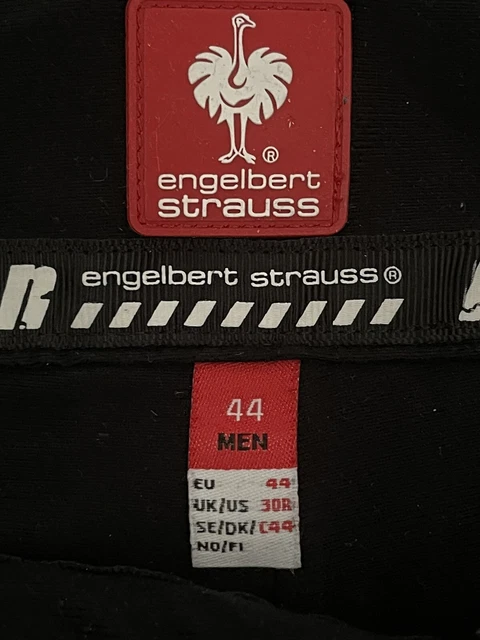 ®
engelbert
strauss
R engelbert strauss®
44
MEN
EU 44
UK/US 30R
SE/DK/ C44
NO/FI